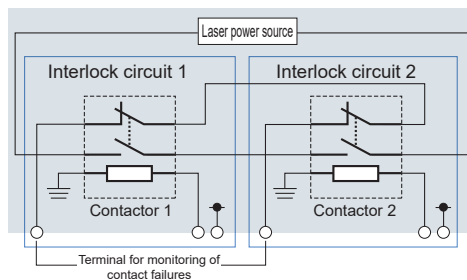 Laser power source
Interlock circuit 1
Interlock circuit 2
Contactor 1
Contactor 2
Terminal for monitoring of
contact failures